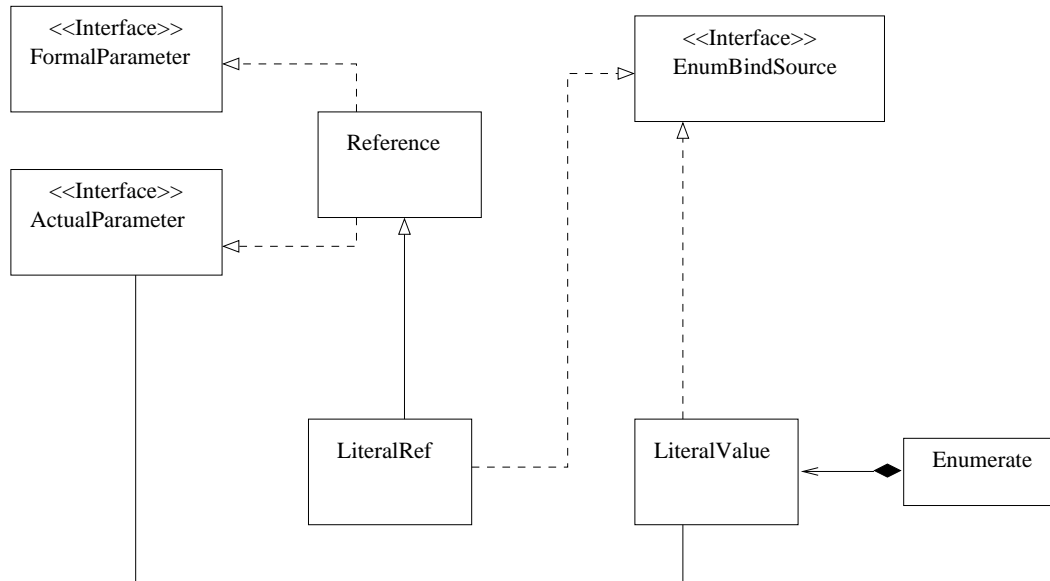 <<Interface>>
FormalParameter
<<Interface>>
EnumBindSource
Reference
<<Interface>>
ActualParameter
LiteralRef
LiteralValue
Enumerate